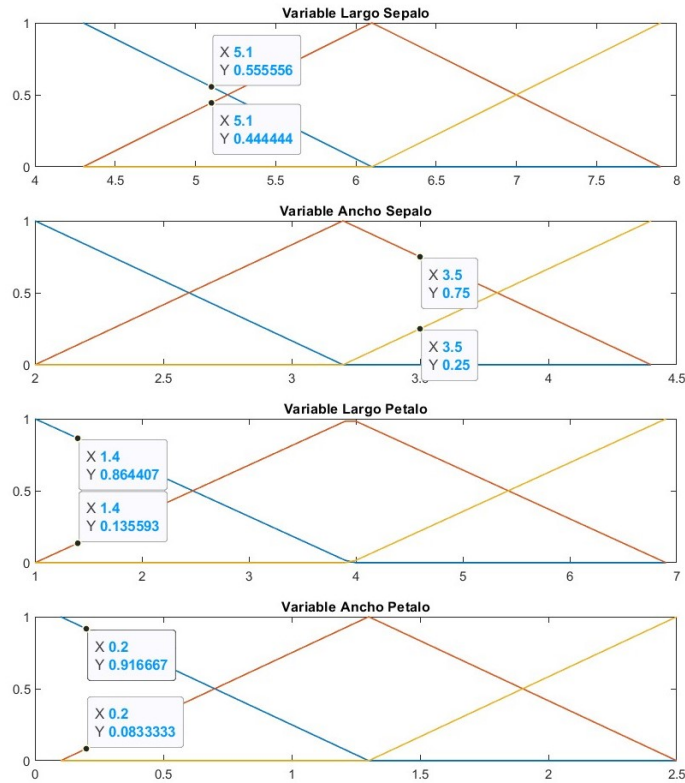 Variable Largo Sepalo
1
0.5
0
X 5.1
Y 0.555556
X 5.1
Y 0.444444
4 4.5 5 5.5 6 6.5 7 7.5 8
Variable Ancho Sepalo
1
0.5
0
X 3.5
Y 0.75
X 3.5
Y 0.25
2 2.5 3 3.5 4 4.5
Variable Largo Petalo
1
0.5
0
X 1.4
Y 0.864407
X 1.4
Y 0.135593
1 2 3 4 5 6 7
Variable Ancho Petalo
1
0.5
0
X 0.2
Y 0.916667
X 0.2
Y 0.0833333
0 0.5 1 1.5 2 2.5